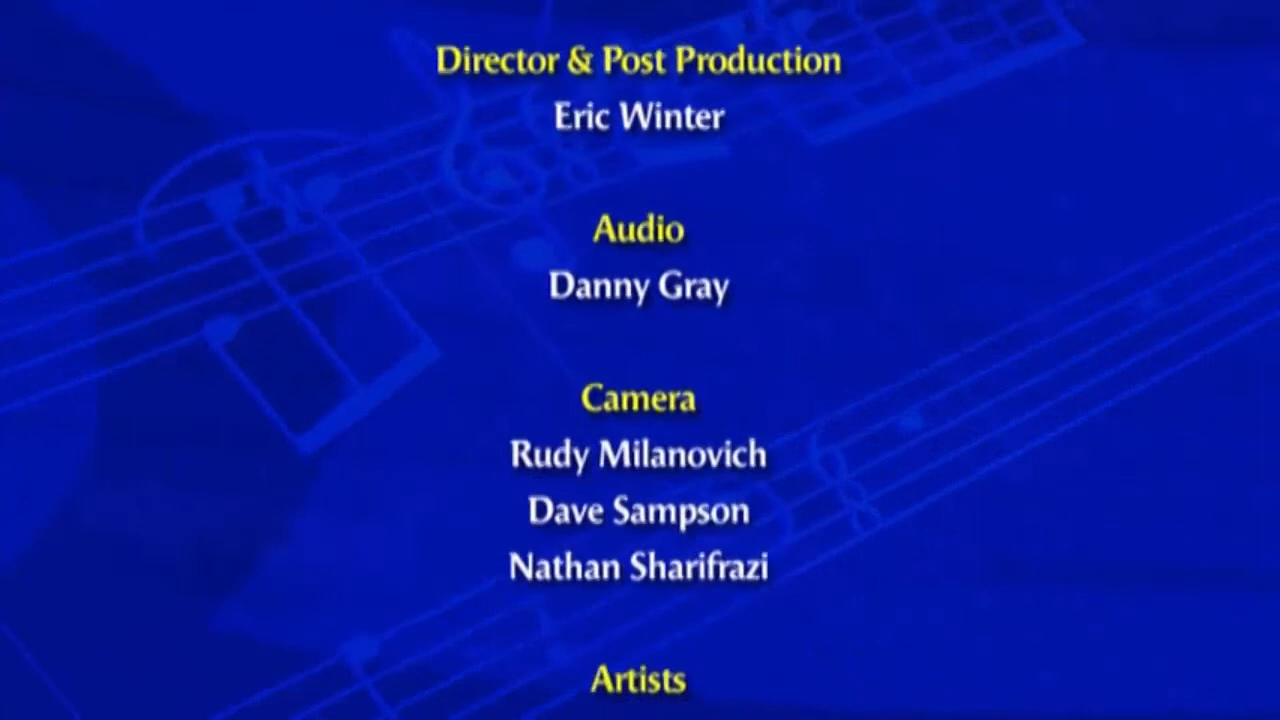 Director & Post Production
Eric Winter
Audio
Danny Gray
Camera
Rudy Milanovich
Dave Sampson
Nathan Sharifrazi
Artists